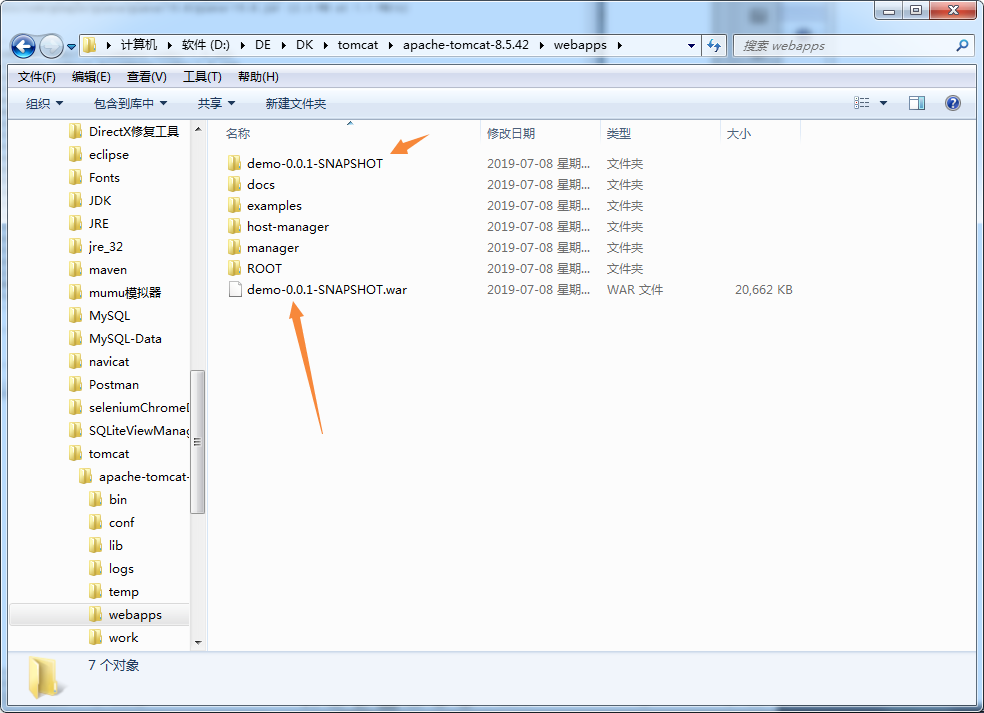 计算机 软件 (D:) DE DK tomcat apache-tomcat-8.5.42 webapps 搜索 webapps
文件(F) 编辑(E) 查看(V) 工具(T) 帮助(H)
组织 包含到库中 共享 新建文件夹
DirectX修复工具
eclipse
Fonts
JDK
JRE
jre_32
maven
mumu模拟器
MySQL
MySQL-Data
navicat
Postman
seleniumChromeD
SQLiteViewManag
tomcat
apache-tomcat-
bin
conf
lib
logs
temp
webapps
work
名称 修改日期 类型 大小
demo-0.0.1-SNAPSHOT 2019-07-08 星期... 文件夹
docs 2019-07-08 星期... 文件夹
examples 2019-07-08 星期... 文件夹
host-manager 2019-07-08 星期... 文件夹
manager 2019-07-08 星期... 文件夹
ROOT 2019-07-08 星期... 文件夹
demo-0.0.1-SNAPSHOT.war 2019-07-08 星期... WAR 文件 20,662 KB
7 个对象